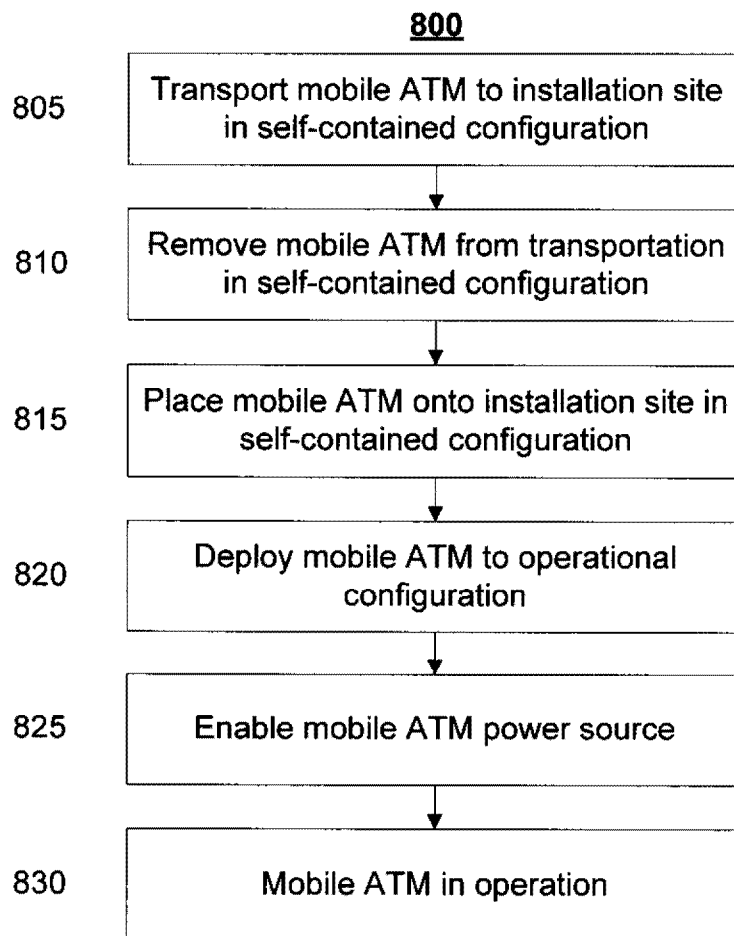 800
805
Transport mobile ATM to installation site
in self-contained configuration
810
Remove mobile ATM from transportation
in self-contained configuration
815
Place mobile ATM onto installation site in
self-contained configuration
820
Deploy mobile ATM to operational
configuration
825
Enable mobile ATM power source
830
Mobile ATM in operation